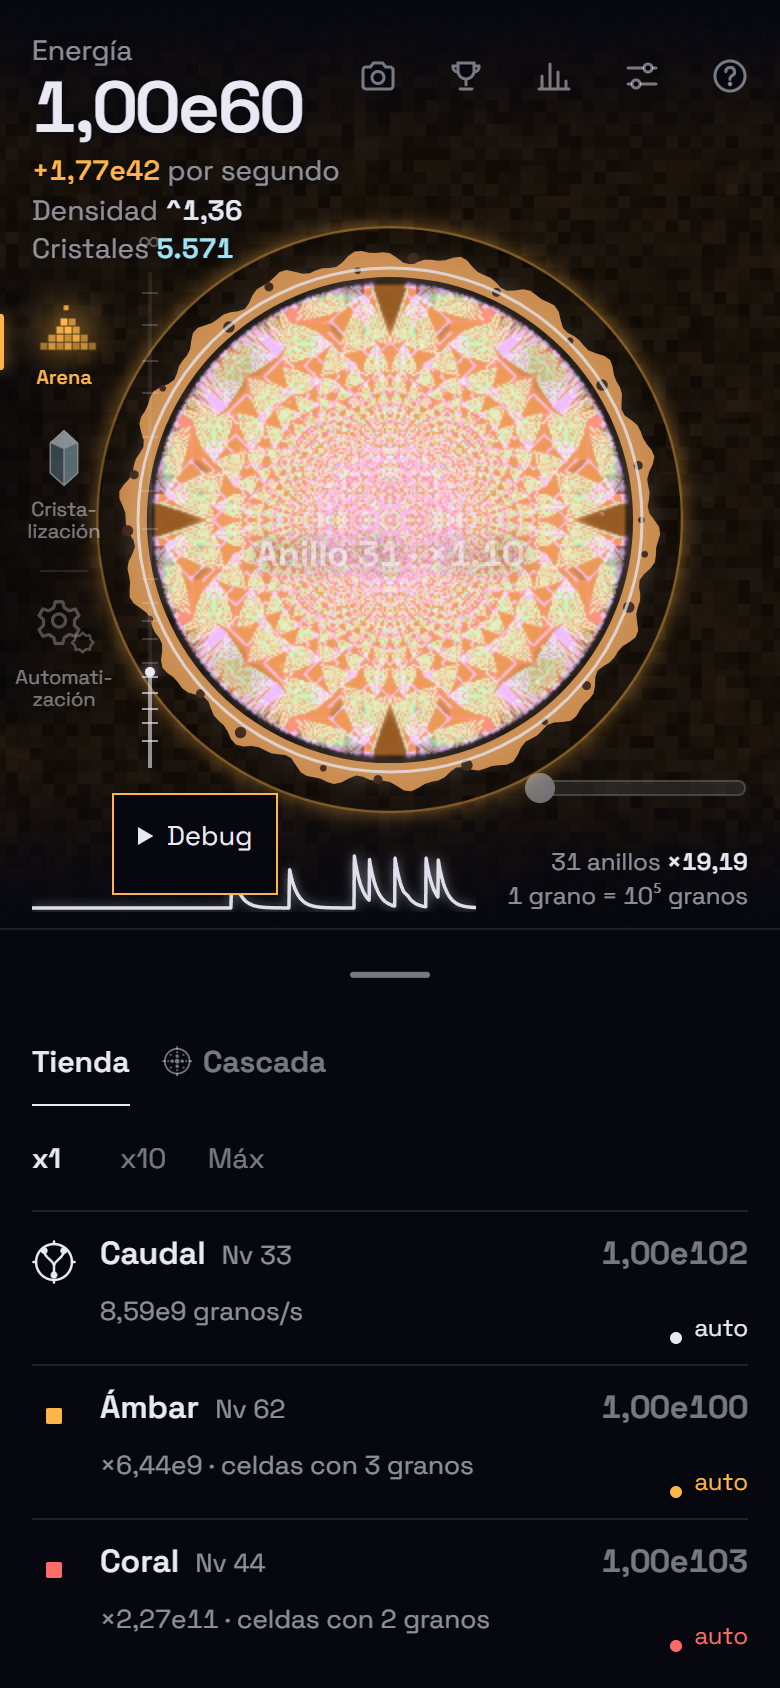 Energía
1,00e60
+1,77e42 por segundo
Densidad ^1,36
Cristales 5.571
∞
Arena
Crista-
lización
Automati-
zación
Anillo 31 · ×1,10
Debug
31 anillos ×19,19
1 grano = 10⁵ granos
Tienda
Cascada
x1
x10
Máx
Caudal Nv 33
1,00e102
8,59e9 granos/s
auto
Ámbar Nv 62
1,00e100
×6,44e9 · celdas con 3 granos
auto
Coral Nv 44
1,00e103
×2,27e11 · celdas con 2 granos
auto